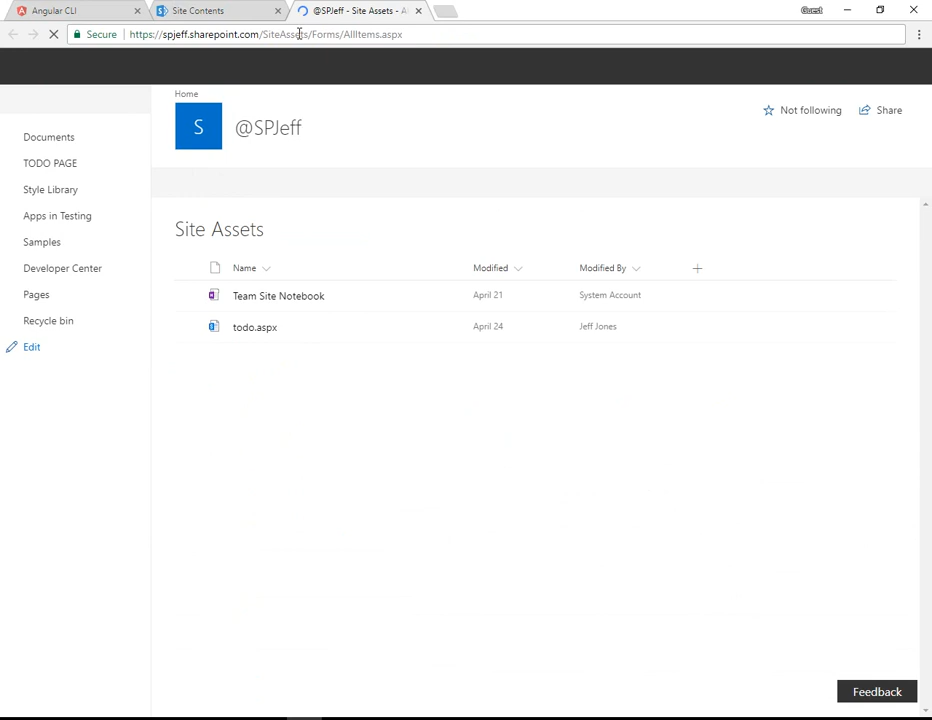 Angular CLI
Site Contents
@SPJeff - Site Assets - A
Guest
Secure
https://spjeff.sharepoint.com/SiteAssets/Forms/AllItems.aspx
Home
S
@SPJeff
Not following
Share
Documents
TODO PAGE
Style Library
Apps in Testing
Samples
Developer Center
Pages
Recycle bin
Edit
Site Assets
Name
Modified
Modified By
Team Site Notebook
April 21
System Account
todo.aspx
April 24
Jeff Jones
Feedback